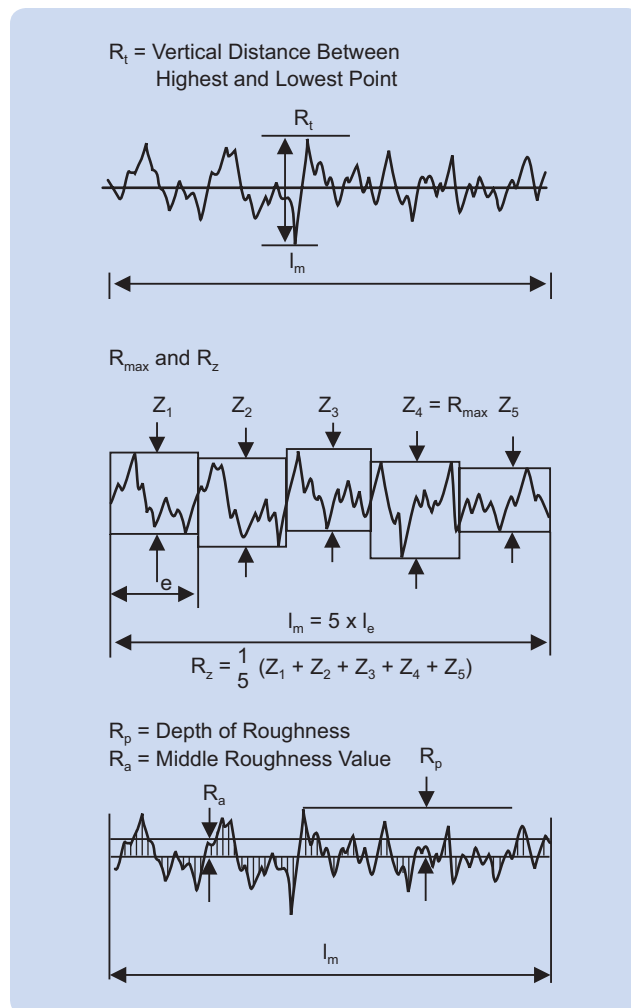 Rt = Vertical Distance Between
Highest and Lowest Point
Rt
lm
Rmax and Rz
Z1 Z2 Z3 Z4 = Rmax Z5
e
lm = 5 x le
Rz = 1/5 (Z1 + Z2 + Z3 + Z4 + Z5)
Rp = Depth of Roughness
Ra = Middle Roughness Value
Rp
Ra
lm